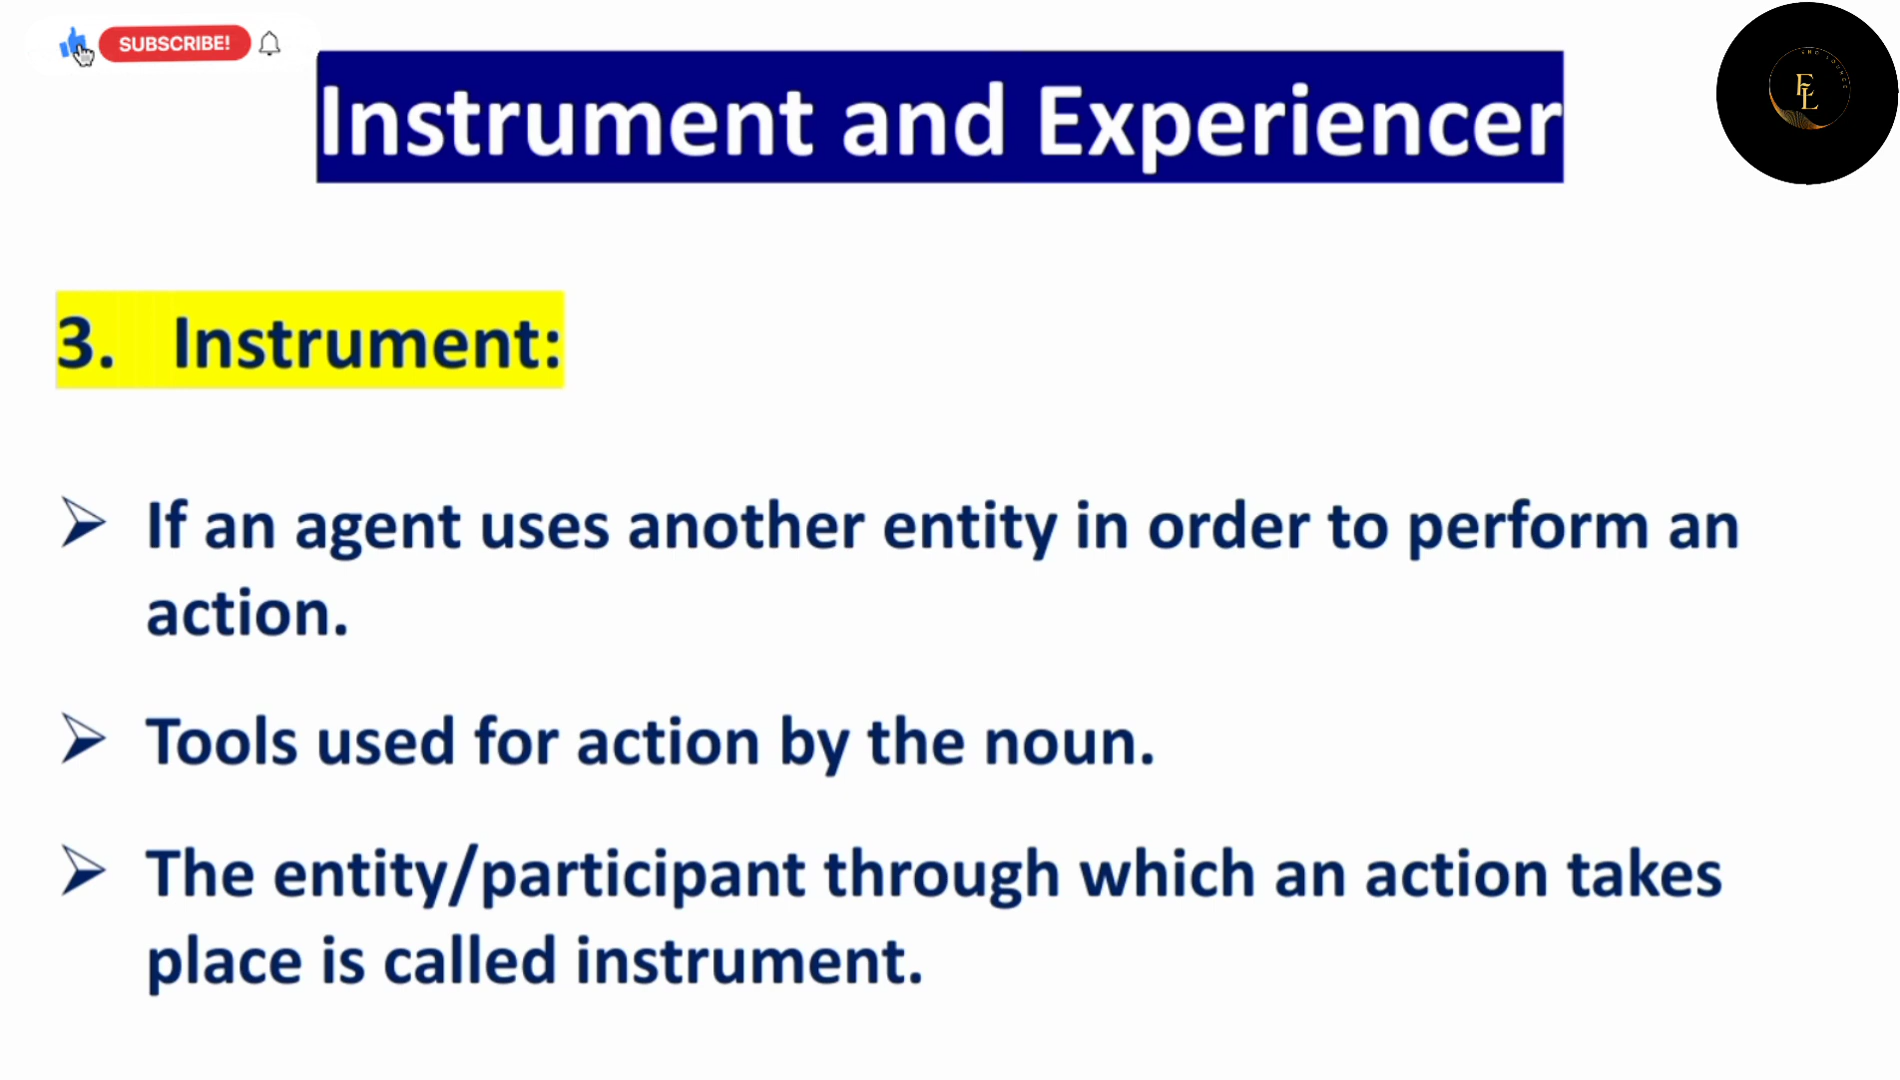 SUBSCRIBE!
Instrument and Experiencer
FL
3. Instrument:
➢ If an agent uses another entity in order to perform an
action.
➢ Tools used for action by the noun.
➢ The entity/participant through which an action takes
place is called instrument.